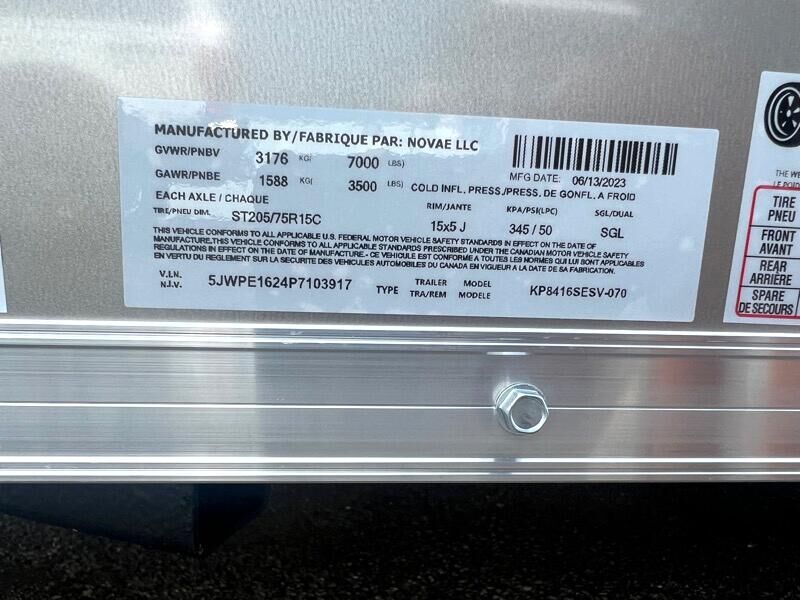 MANUFACTURED BY/FABRIQUE PAR: NOVAE LLC
GVWR/PNBV 3176 KG( 7000 LBS) MFG DATE: 06/13/2023
GAWR/PNBE 1588 KG( 3500 LBS) COLD INFL. PRESS./PRESS. DE GONFL. A FROID
EACH AXLE / CHAQUE RIM/JANTE KPA/PSI(LPC) SGL/DUAL
TIRE/PNEU DIM. ST205/75R15C 15x5 J 345 / 50 SGL
THIS VEHICLE CONFORMS TO ALL APPLICABLE U.S. FEDERAL MOTOR VEHICLE SAFETY STANDARDS IN EFFECT ON THE DATE OF
MANUFACTURE,THIS VEHICLE CONFORMS TO ALL APPLICABLE STANDARDS PRESCRIBED UNDER THE CANADIAN MOTOR VEHICLE SAFETY
REGULATIONS IN EFFECT ON THE DATE OF MANUFACTURE. - CE VEHICULE EST CONFORME A TOUTES LES NORMES QUI LUI SONT APPLICABLES
EN VERTU DU REGLEMENT SUR LA SECURITE DES VEHICULES AUTOMOBILES DU CANADA EN VIGUEUR A LA DATE DE SA FABRICATION.
V.I.N. 5JWPE1624P7103917 TYPE TRAILER MODEL KP8416SESV-070
N.I.V. TRA/REM MODELE
THE WE
LE POID
TIRE
PNEU
FRONT
AVANT
REAR
ARRIÈRE
SPARE
DE SECOURS